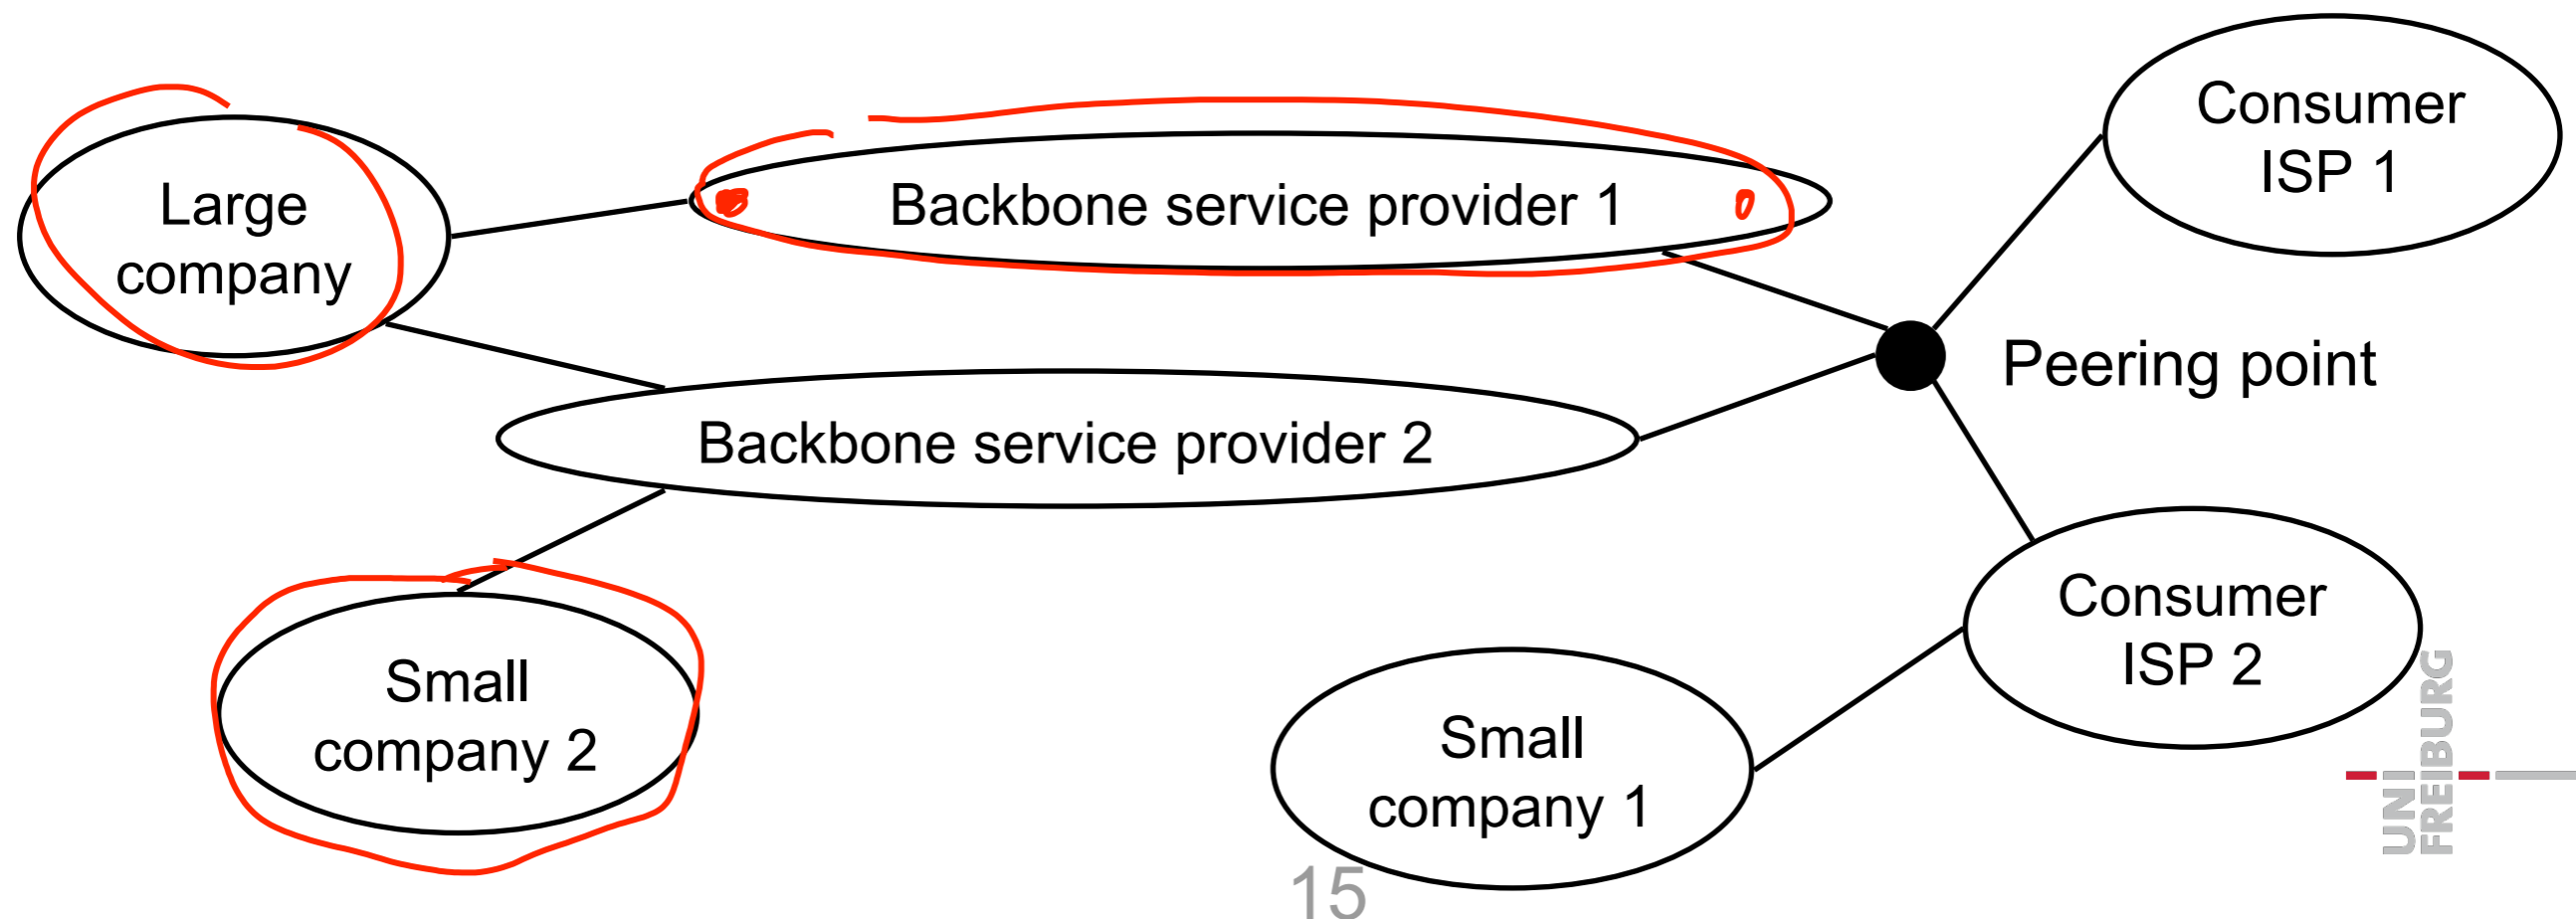 Large
company
Backbone service provider 1
Consumer
ISP 1
Peering point
Backbone service provider 2
Small
company 2
Small
company 1
Consumer
ISP 2
UNI
FREIBURG
15